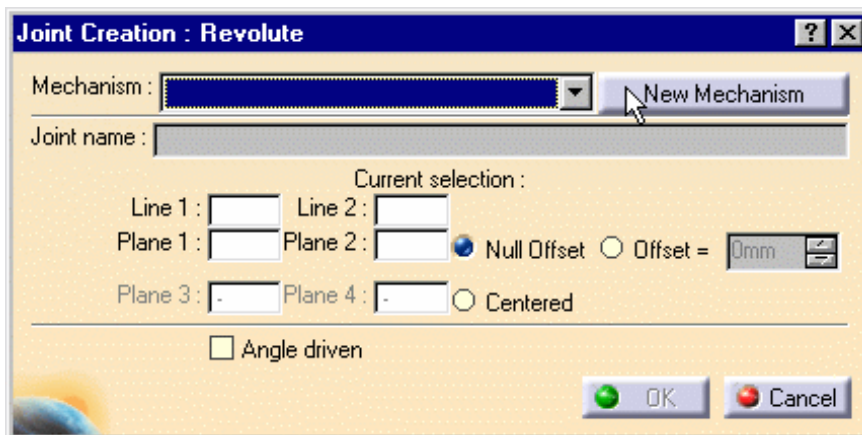 Joint Creation : Revolute
Mechanism : New Mechanism
Joint name :
Current selection :
Line 1 : Line 2 :
Plane 1 : Plane 2 : Null Offset Offset = 0mm
Plane 3 : - Plane 4 : - Centered
Angle driven
OK Cancel